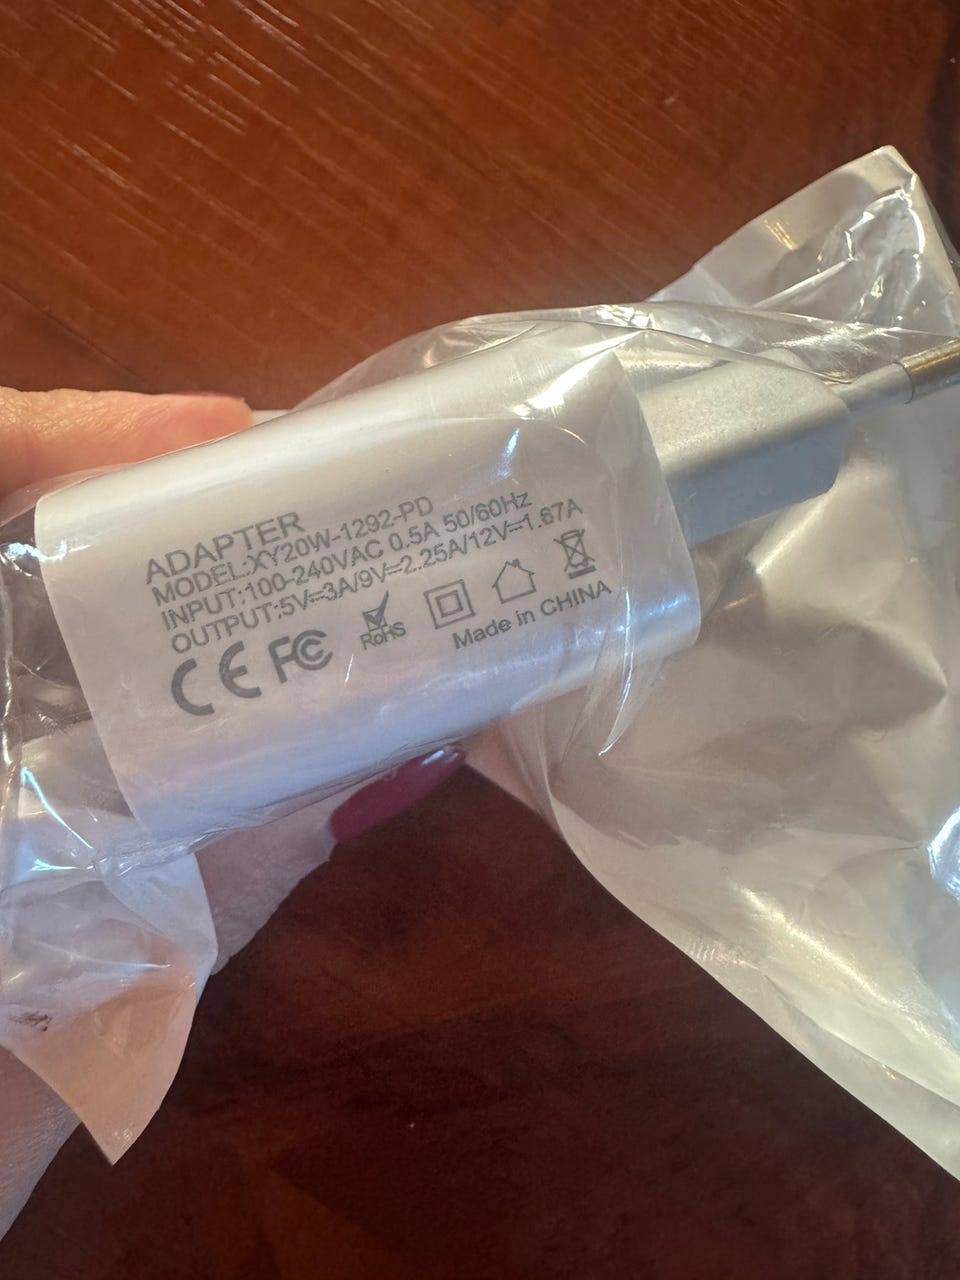 ADAPTER
MODEL:XY20W-1292-PD
INPUT:100-240VAC 0.5A 50/60Hz
OUTPUT:5V=3A/9V=2.25A/12V=1.67A
CE FC RoHS
Made in CHINA